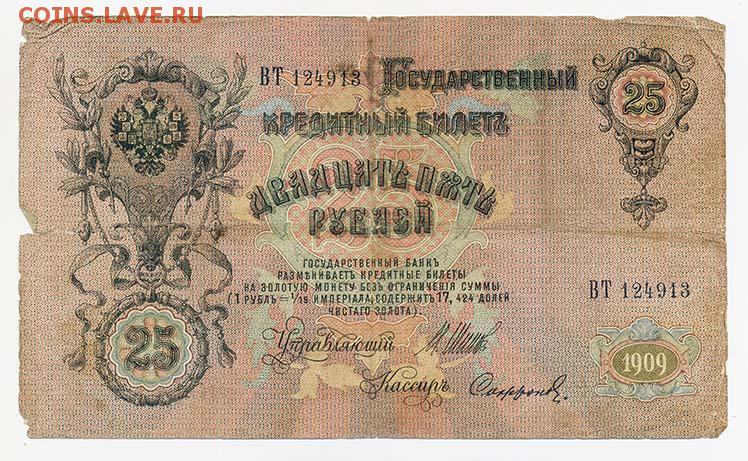 COINS.LAVE.RU
ВТ 124913
Государственный
25
Кредитный Билетъ
25
Двадцать пять
рублей
ГОСУДАРСТВЕННЫЙ БАНКЪ
РАЗМѢНИВАЕТЪ КРЕДИТНЫЕ БИЛЕТЫ
НА ЗОЛОТУЮ МОНЕТУ БЕЗЪ ОГРАНИЧЕНІЯ СУММЫ
(1 РУБЛЬ = 1/15 ИМПЕРІАЛА, СОДЕРЖИТЪ 17, 424 ДОЛЕЙ
ЧИСТАГО ЗОЛОТА).
ВТ 124913
25
Управляющій
1909
Кассиръ